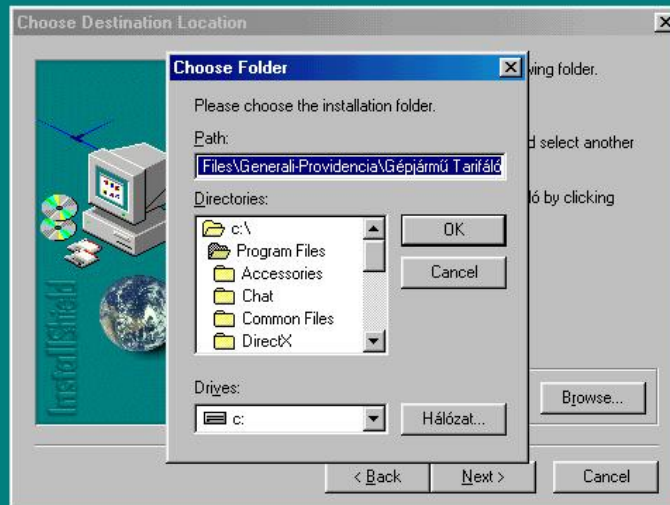 Choose Destination Location
Choose Folder
ving folder.
Please choose the installation folder.
Path:
d select another
Files\Generali-Providencia\Gépjármű Tarifáló
Directories:
ló by clicking
c:\
OK
Program Files
Accessories
Cancel
Chat
Common Files
DirectX
InstallShield
Drives:
Browse...
c:
Hálózat...
< Back
Next >
Cancel